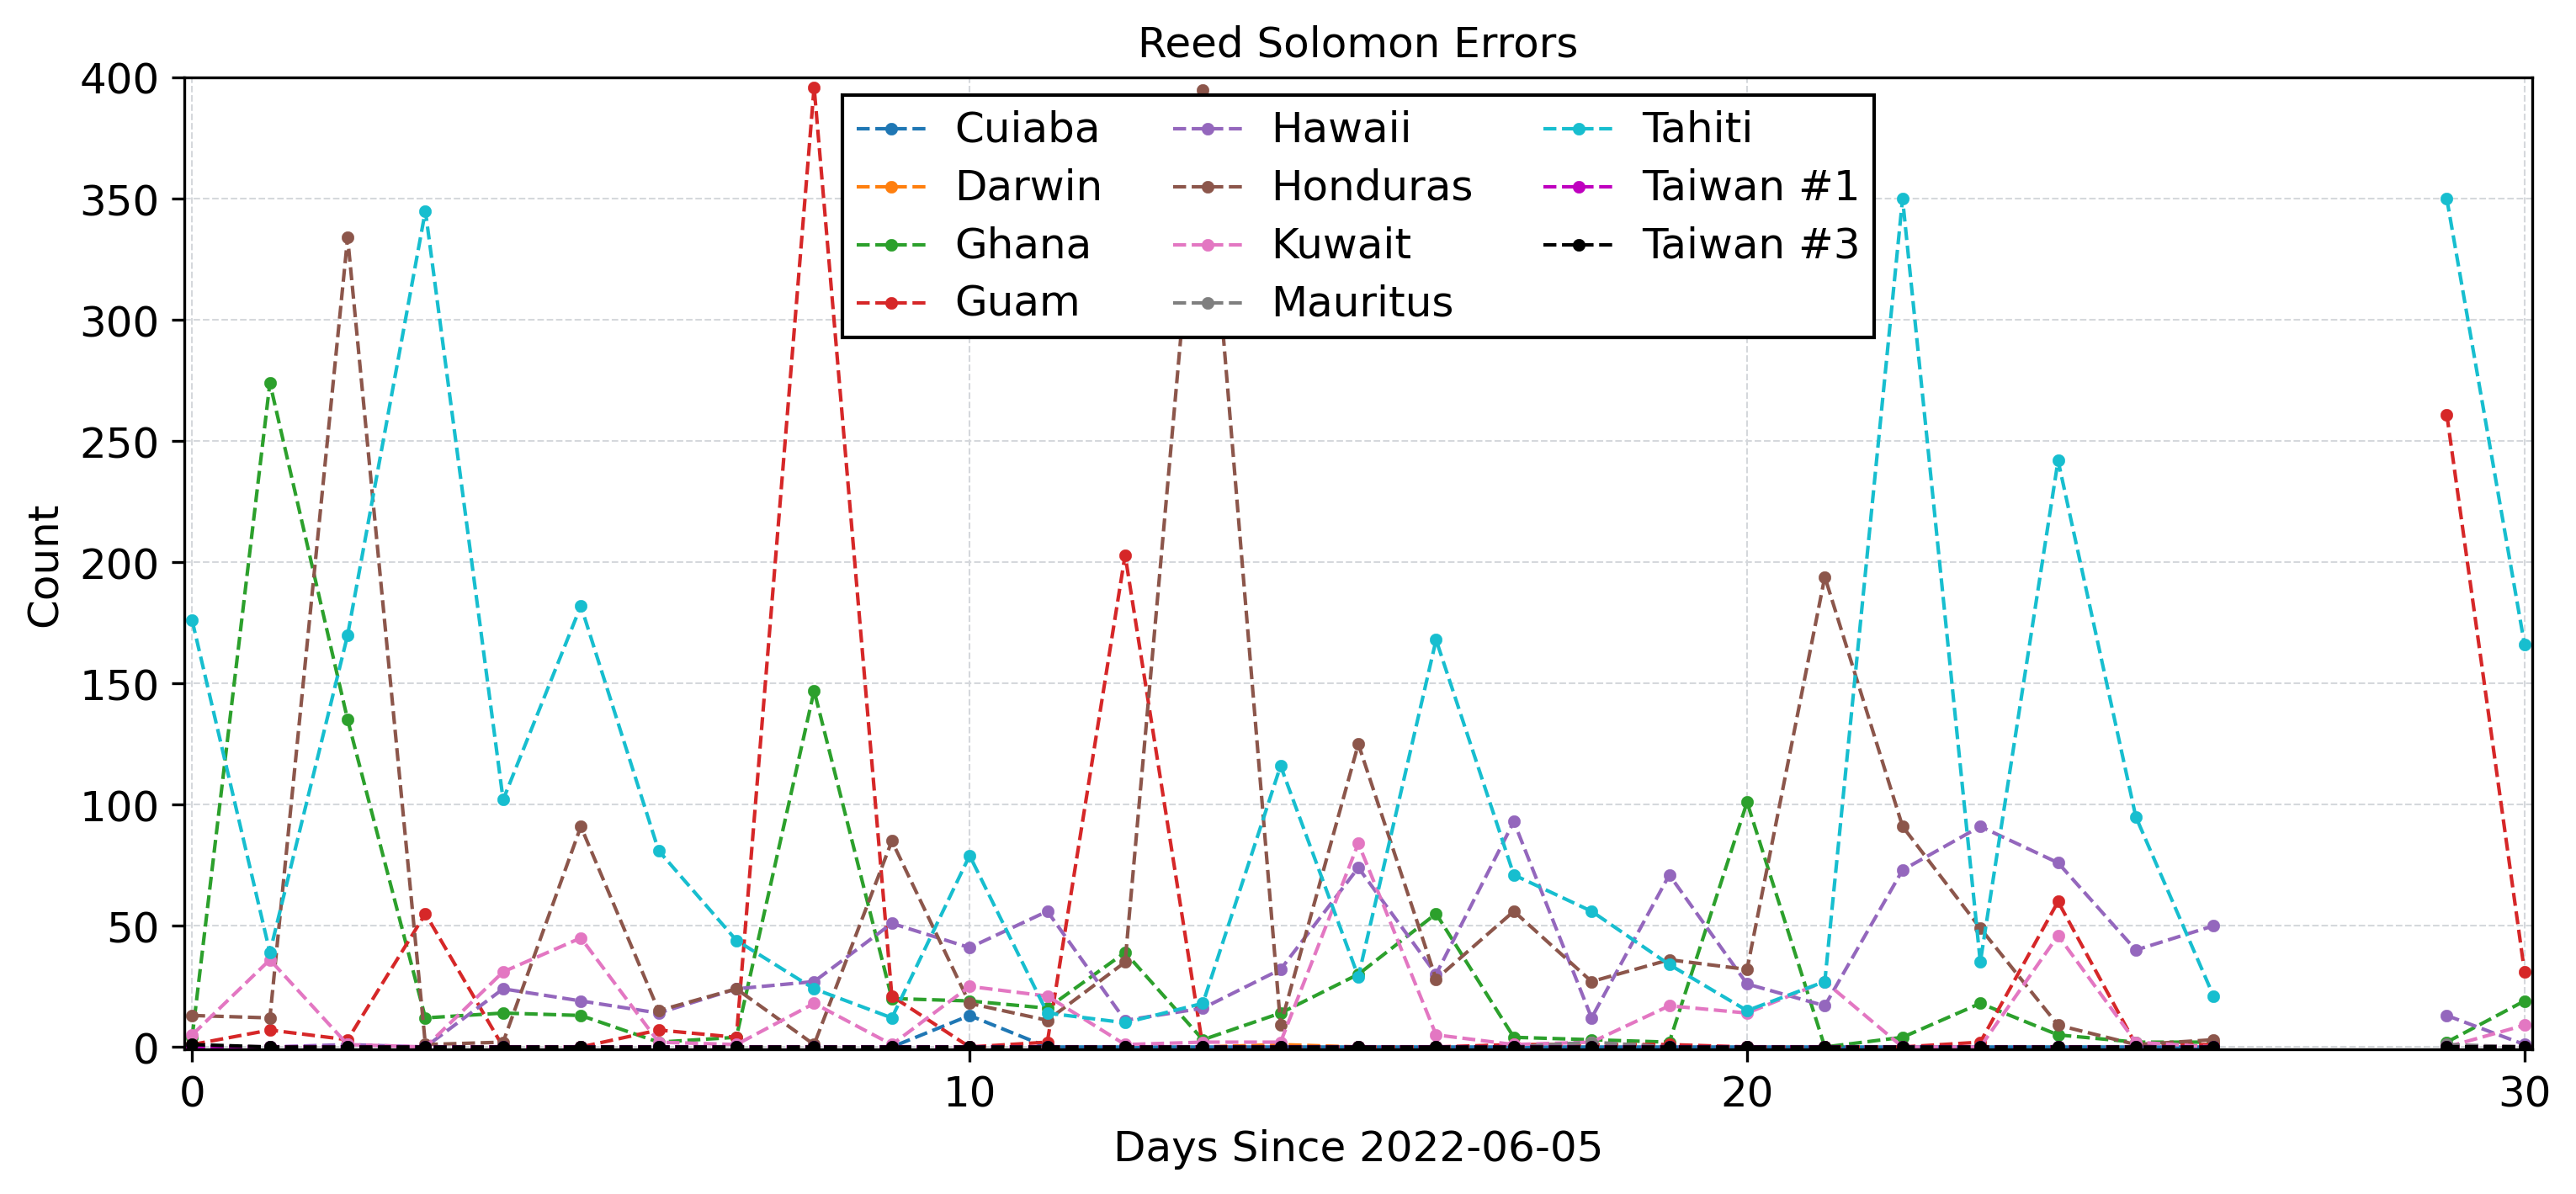 Reed Solomon Errors
400
350
300
250
200
150
100
50
0
Count
Cuiaba
Darwin
Ghana
Guam
Hawaii
Honduras
Kuwait
Mauritus
Tahiti
Taiwan #1
Taiwan #3
0 10 20 30
Days Since 2022-06-05